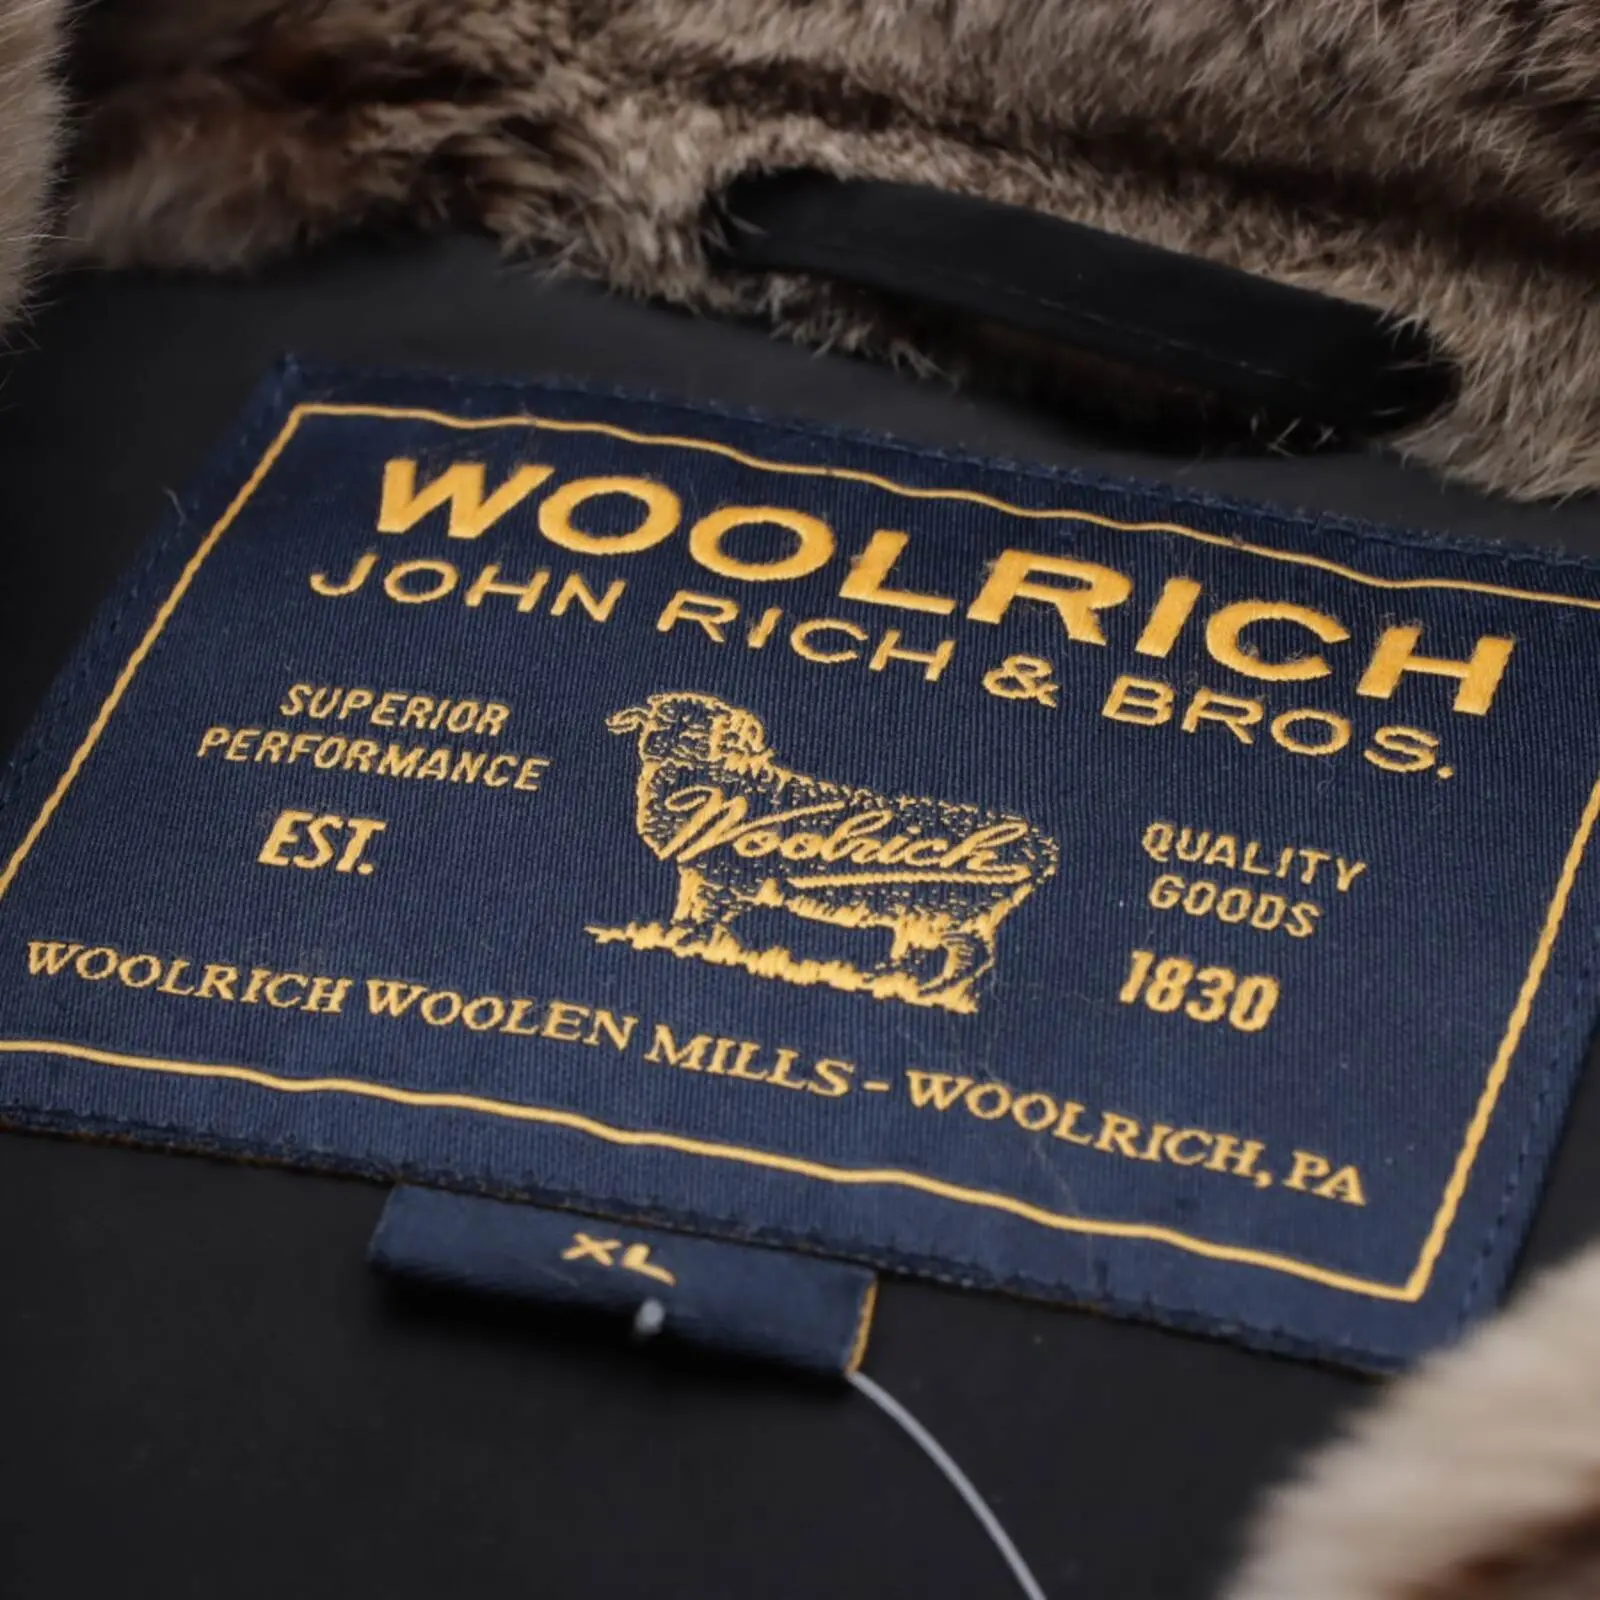 WOOLRICH
JOHN RICH & BROS.
SUPERIOR
PERFORMANCE
EST.
Woolrich
QUALITY
GOODS
1830
WOOLRICH WOOLEN MILLS - WOOLRICH, PA
XL